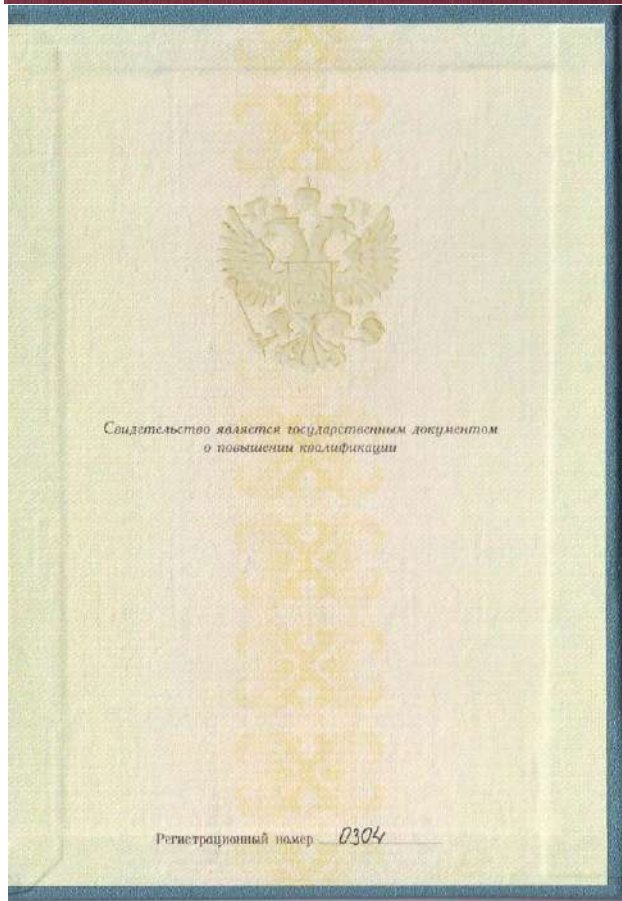 Свидетельство является государственным документом
о повышении квалификации
Регистрационный номер 0304